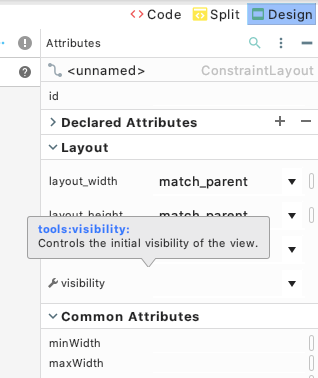 Code Split Design
Attributes
<unnamed> ConstraintLayout
id
Declared Attributes
Layout
layout_width match_parent
layout_height match_parent
tools:visibility:
Controls the initial visibility of the view.
visibility
Common Attributes
minWidth
maxWidth